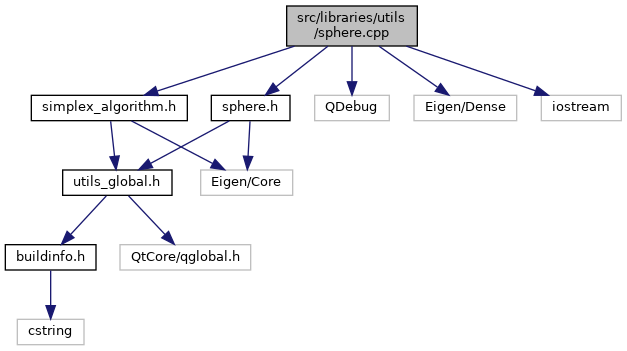 src/libraries/utils
/sphere.cpp
simplex_algorithm.h
sphere.h
QDebug
Eigen/Dense
iostream
utils_global.h
Eigen/Core
buildinfo.h
QtCore/qglobal.h
cstring